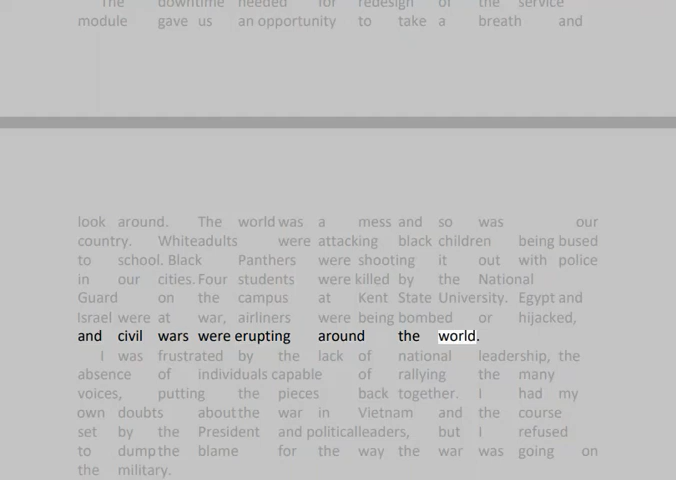 The downtime needed for redesign of the service
module gave us an opportunity to take a breath and
look around. The world was a mess and so was our
country. Whiteadults were attacking black children being bused
to school. Black Panthers were shooting it out with police
in our cities. Four students were killed by the National
Guard on the campus at Kent State University. Egypt and
Israel were at war, airliners were being bombed or hijacked,
and civil wars were erupting around the world.
I was frustrated by the lack of national leadership, the
absence of individuals capable of rallying the many
voices, putting the pieces back together. I had my
own doubts about the war in Vietnam and the course
set by the President and politicalleaders, but I refused
to dump the blame for the way the war was going on
the military.